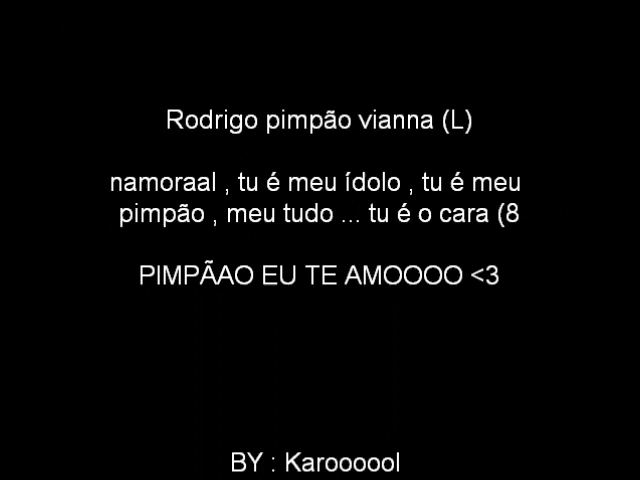 Rodrigo pimpão vianna (L)
namoraal , tu é meu ídolo , tu é meu
pimpão , meu tudo ... tu é o cara (8
PIMPÃAO EU TE AMOOOO <3
BY : Karoooool